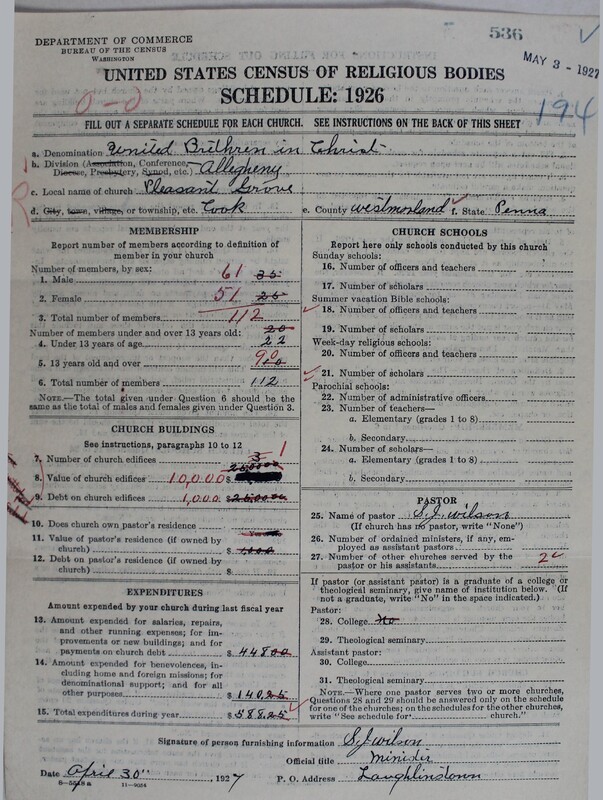 536
DEPARTMENT OF COMMERCE
BUREAU OF THE CENSUS
WASHINGTON
MAY 3 - 1927
UNITED STATES CENSUS OF RELIGIOUS BODIES
SCHEDULE: 1926
0-0
194
FILL OUT A SEPARATE SCHEDULE FOR EACH CHURCH. SEE INSTRUCTIONS ON THE BACK OF THIS SHEET
a. Denomination United Brithren in Christ
b. Division (Association, Conference, Diocese, Presbytery, Synod, etc.) Allegheny
c. Local name of church Pleasant Grove
d. City, town, village, or township, etc. Cook e. County Westmorland f. State Penna
MEMBERSHIP
Report number of members according to definition of
member in your church
Number of members, by sex:
1. Male 61 35
2. Female 51 25
3. Total number of members 112
Number of members under and over 13 years old: 20
4. Under 13 years of age 22
5. 13 years old and over 90
6. Total number of members 112
NOTE.—The total given under Question 6 should be
same as the total of males and females given under Question 3.
CHURCH BUILDINGS
See instructions, paragraphs 10 to 12
7. Number of church edifices 3 1
8. Value of church edifices 10,000 $
9. Debt on church edifices 1,000 $
10. Does church own pastor's residence
11. Value of pastor's residence (if owned by
church) $
12. Debt on pastor's residence (if owned by
church) $
EXPENDITURES
Amount expended by your church during last fiscal year
13. Amount expended for salaries, repairs,
and other running expenses; for im-
provements or new buildings; and for
payments on church debt $ 448 00
14. Amount expended for benevolences, in-
cluding home and foreign missions; for
denominational support; and for all
other purposes $ 140.25
15. Total expenditures during year $ 588.25
CHURCH SCHOOLS
Report here only schools conducted by this church
Sunday schools:
16. Number of officers and teachers
17. Number of scholars
Summer vacation Bible schools:
18. Number of officers and teachers
19. Number of scholars
Week-day religious schools:
20. Number of officers and teachers
21. Number of scholars
Parochial schools:
22. Number of administrative officers
23. Number of teachers—
a. Elementary (grades 1 to 8)
b. Secondary
24. Number of scholars—
a. Elementary (grades 1 to 8)
b. Secondary
PASTOR
25. Name of pastor S.J. Wilson
(If church has no pastor, write "None")
26. Number of ordained ministers, if any, em-
ployed as assistant pastors
27. Number of other churches served by the
pastor or his assistants 2
If pastor (or assistant pastor) is a graduate of a college or
theological seminary, give name of institution below. (If
not a graduate, write "No" in the space indicated.)
Pastor:
28. College No
29. Theological seminary
Assistant pastor:
30. College
31. Theological seminary
NOTE.—Where one pastor serves two or more churches,
Question 28 and 29 should be answered only on the schedule
for one of the churches; on the schedules for the other churches,
write "See schedule for church."
Signature of person furnishing information S.J. Wilson
Official title Minister
Date April 30, 1927 P. O. Address Laughlinstown
8—5518 a 11—9024